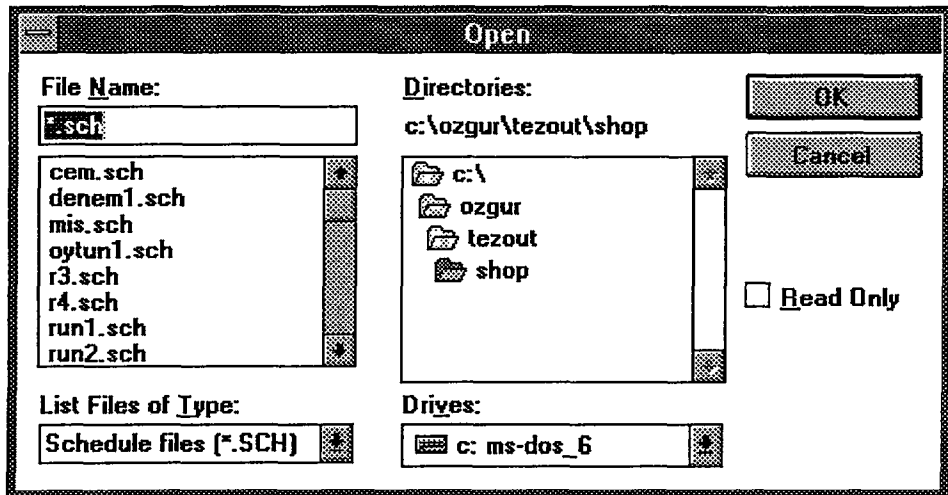 Open
File Name:
*.sch
cem.sch
denem1.sch
mis.sch
oytun1.sch
r3.sch
r4.sch
run1.sch
run2.sch
List Files of Type:
Schedule files (*.SCH)
Directories:
c:\ozgur\tezout\shop
c:\
ozgur
tezout
shop
Drives:
c: ms-dos_6
OK
Cancel
Read Only